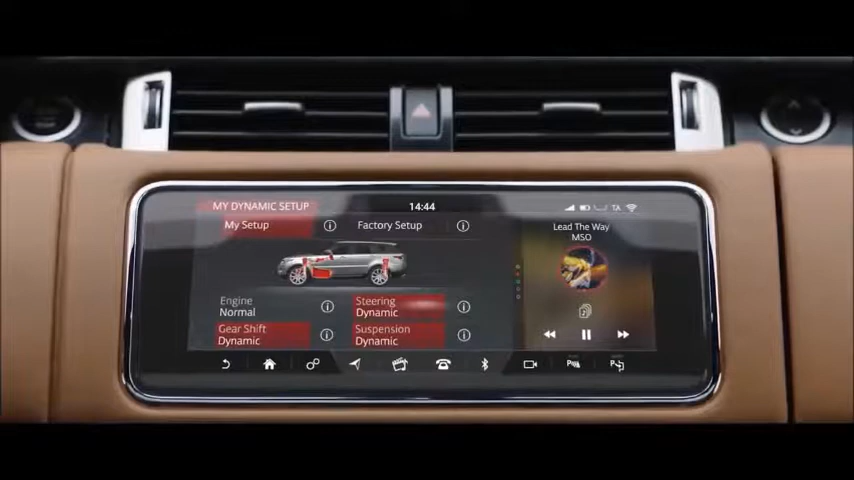 MY DYNAMIC SETUP
14:44
TA
My Setup
Factory Setup
Engine
Normal
Steering
Dynamic
Gear Shift
Dynamic
Suspension
Dynamic
Lead The Way
MSO